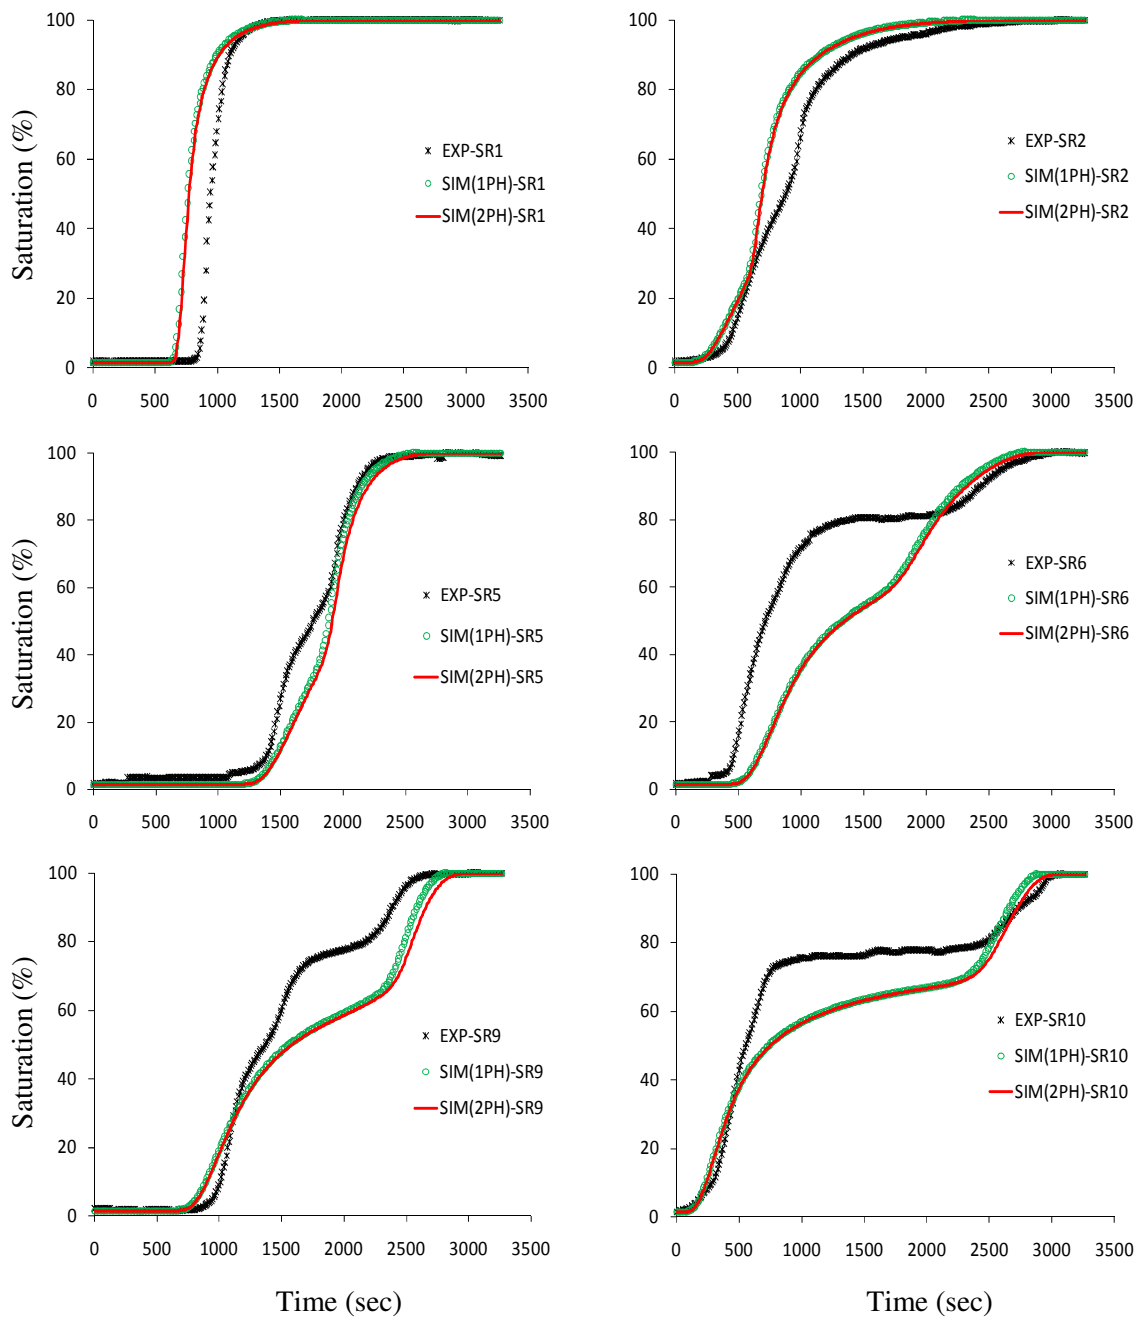 100
80
60
40
20
0
Saturation (%)
EXP-SR1
SIM(1PH)-SR1
SIM(2PH)-SR1
0 500 1000 1500 2000 2500 3000 3500
100
80
60
40
20
0
EXP-SR2
SIM(1PH)-SR2
SIM(2PH)-SR2
0 500 1000 1500 2000 2500 3000 3500
100
80
60
40
20
0
Saturation (%)
EXP-SR5
SIM(1PH)-SR5
SIM(2PH)-SR5
0 500 1000 1500 2000 2500 3000 3500
100
80
60
40
20
0
EXP-SR6
SIM(1PH)-SR6
SIM(2PH)-SR6
0 500 1000 1500 2000 2500 3000 3500
100
80
60
40
20
0
Saturation (%)
EXP-SR9
SIM(1PH)-SR9
SIM(2PH)-SR9
0 500 1000 1500 2000 2500 3000 3500
Time (sec)
100
80
60
40
20
0
EXP-SR10
SIM(1PH)-SR10
SIM(2PH)-SR10
0 500 1000 1500 2000 2500 3000 3500
Time (sec)